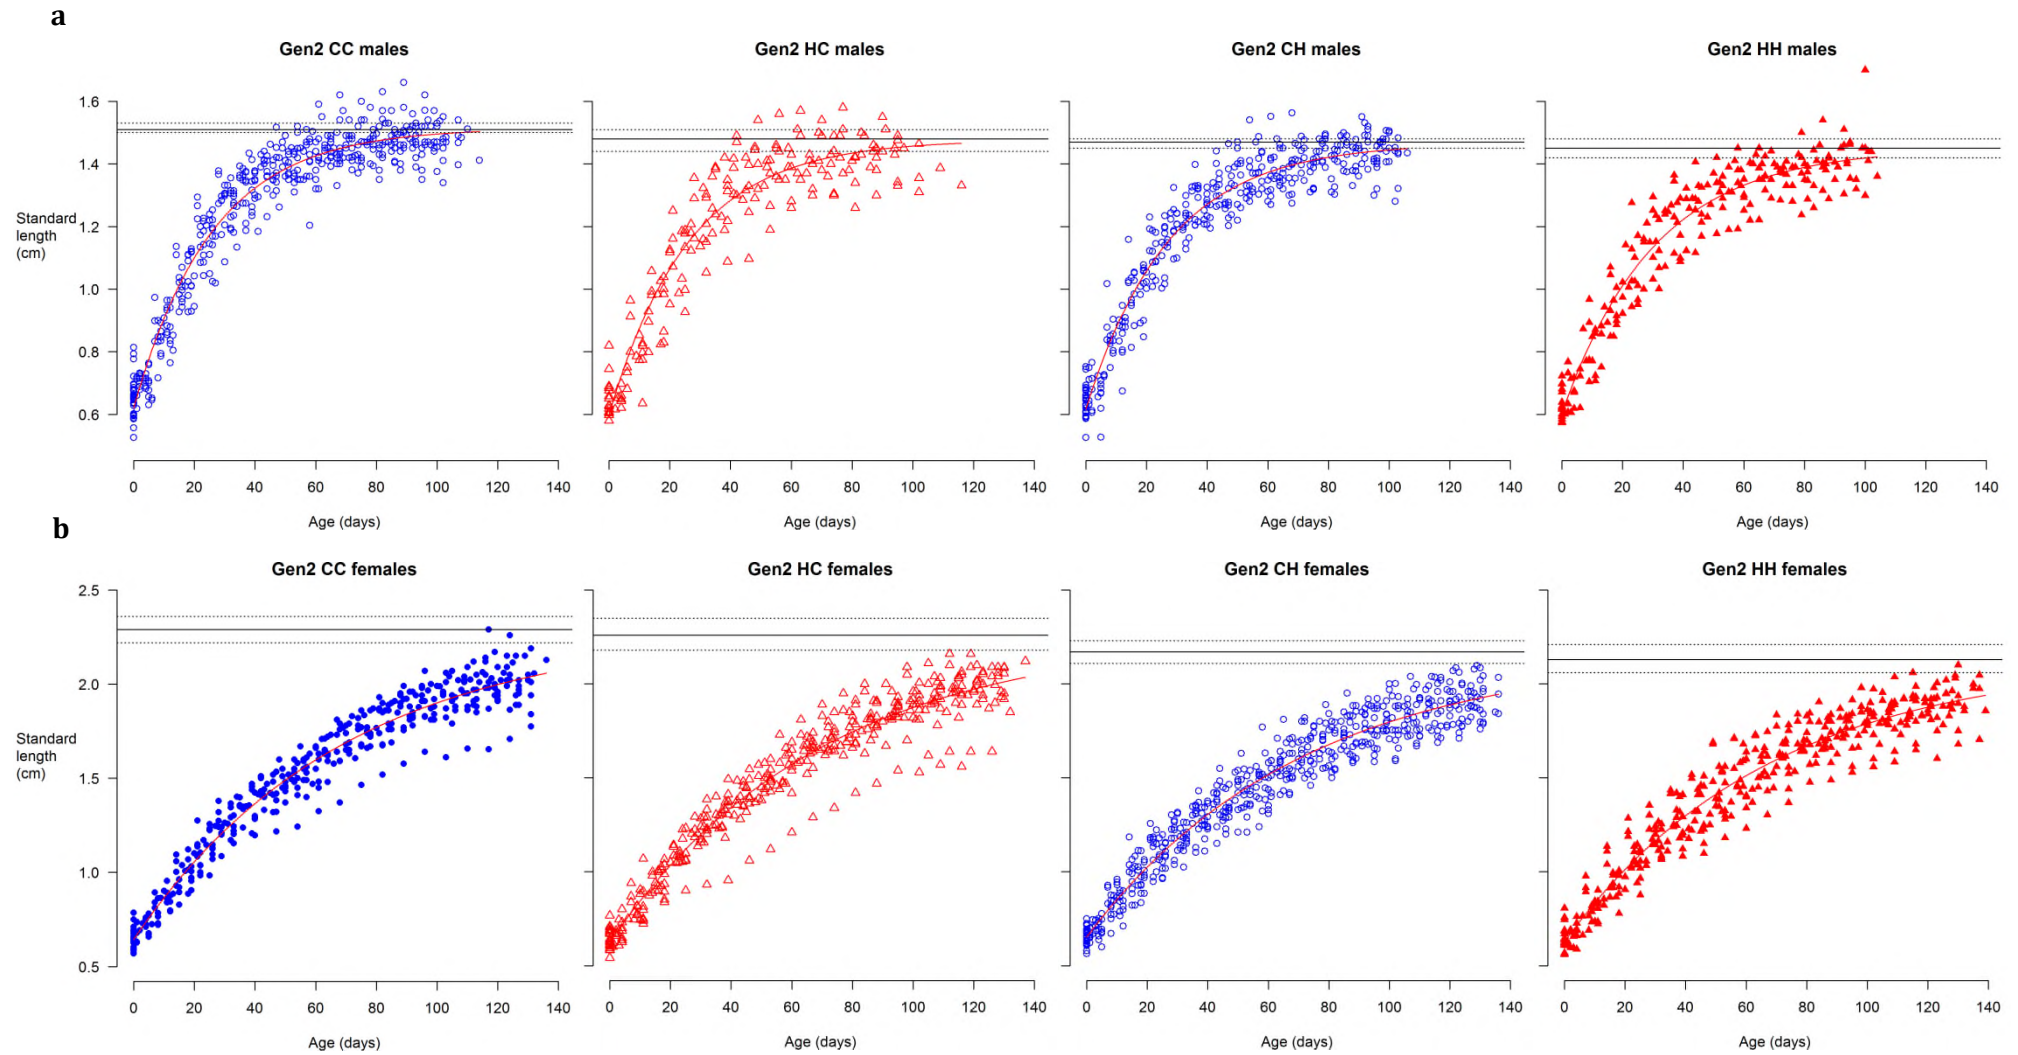 a
Gen2 CC males
Gen2 HC males
Gen2 CH males
Gen2 HH males
1.6
1.4
1.2
1.0
0.8
0.6
Standard
length
(cm)
0 20 40 60 80 100 120 140
0 20 40 60 80 100 120 140
0 20 40 60 80 100 120 140
0 20 40 60 80 100 120 140
Age (days)
Age (days)
Age (days)
Age (days)
b
Gen2 CC females
Gen2 HC females
Gen2 CH females
Gen2 HH females
2.5
2.0
1.5
1.0
0.5
Standard
length
(cm)
0 20 40 60 80 100 120 140
0 20 40 60 80 100 120 140
0 20 40 60 80 100 120 140
0 20 40 60 80 100 120 140
Age (days)
Age (days)
Age (days)
Age (days)